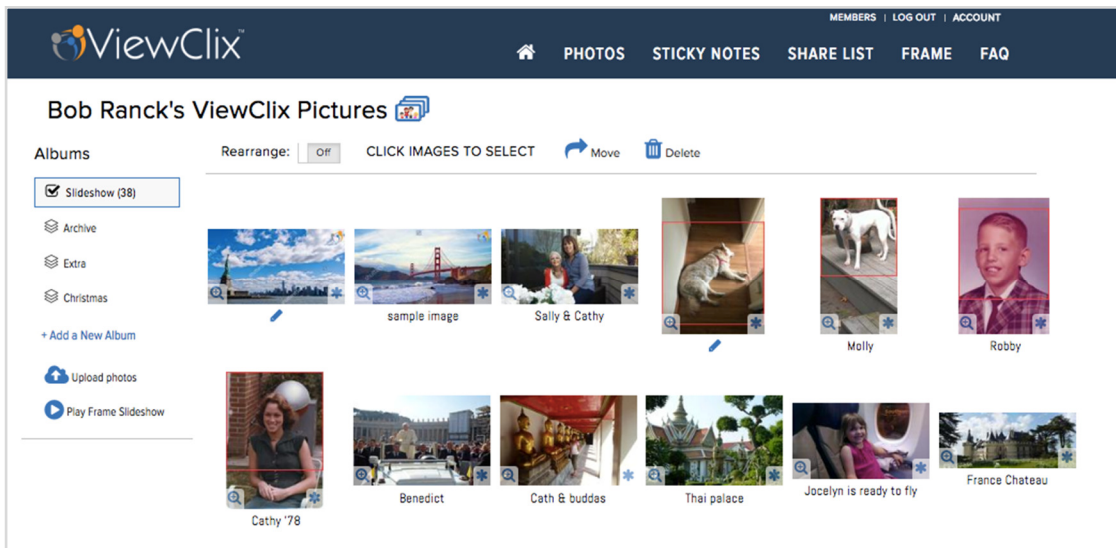 MEMBERS | LOG OUT | ACCOUNT
ViewClix™
PHOTOS STICKY NOTES SHARE LIST FRAME FAQ
Bob Ranck's ViewClix Pictures
Albums
Rearrange: Off CLICK IMAGES TO SELECT Move Delete
Slideshow (38)
Archive
Extra
Christmas
+ Add a New Album
Upload photos
Play Frame Slideshow
sample image
Sally & Cathy
Molly
Robby
Cathy '78
Benedict
Cath & buddas
Thai palace
Jocelyn is ready to fly
France Chateau